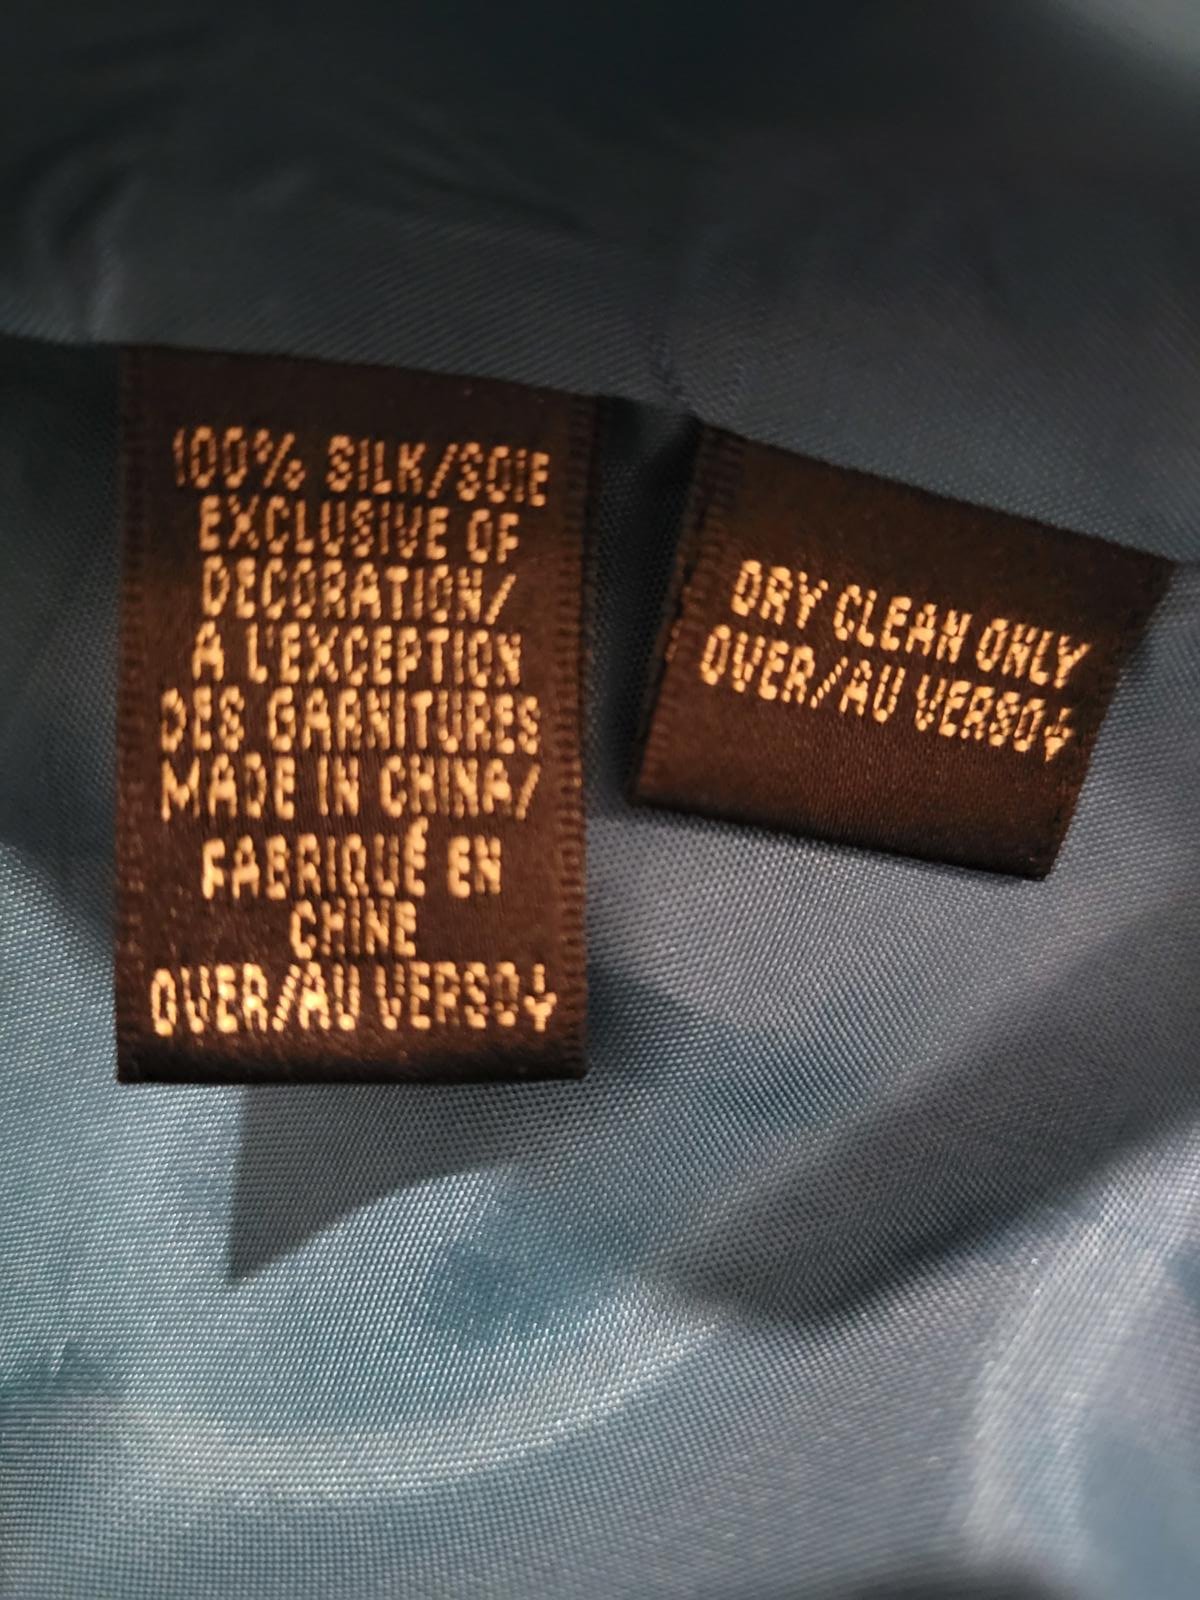 100% SILK/SOIE
EXCLUSIVE OF
DECORATION/
A L'EXCEPTION
DES GARNITURES
MADE IN CHINA/
FABRIQUÉ EN
CHINE
OVER/AU VERSO↓
DRY CLEAN ONLY
OVER//AU VERSO↓